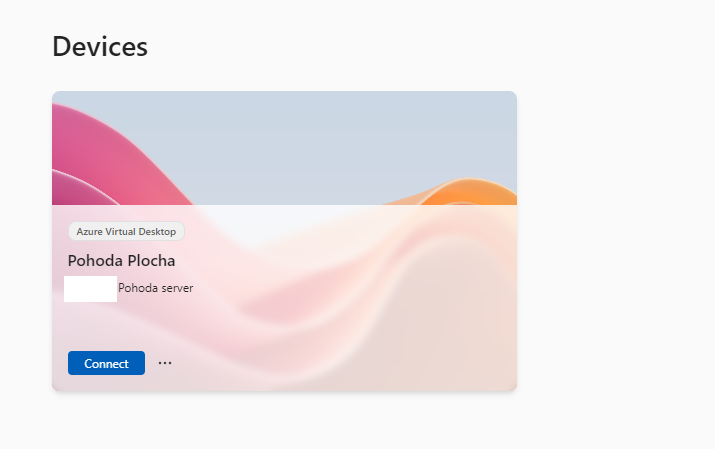 Devices
Azure Virtual Desktop
Pohoda Plocha
Pohoda server
Connect